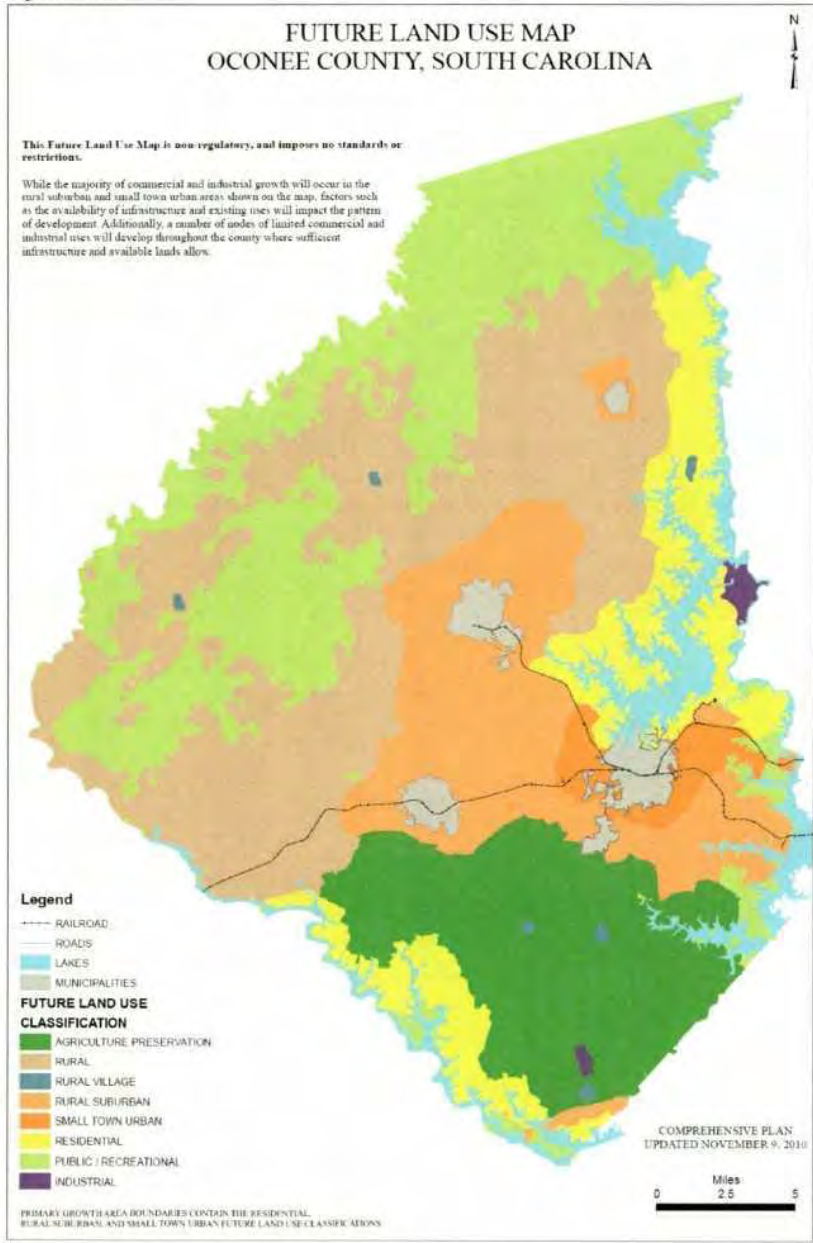 FUTURE LAND USE MAP
OCONEE COUNTY, SOUTH CAROLINA
N
This Future Land Use Map is non-regulatory, and imposes no standards or
restrictions.
While the majority of commercial and industrial growth will occur in the
rural suburban and small town urban areas shown on the map, factors such
as the availability of infrastructure and existing uses will impact the pattern
of development. Additionally, a number of nodes of limited commercial and
industrial uses will develop throughout the county where sufficient
infrastructure and available lands allow.
Legend
RAILROAD
ROADS
LAKES
MUNICIPALITIES
FUTURE LAND USE
CLASSIFICATION
AGRICULTURE PRESERVATION
RURAL
RURAL VILLAGE
RURAL SUBURBAN
SMALL TOWN URBAN
RESIDENTIAL
PUBLIC / RECREATIONAL
INDUSTRIAL
COMPREHENSIVE PLAN
UPDATED NOVEMBER 9, 2010
Miles
0 2.5 5
PRIMARY GROWTH AREA BOUNDARIES CONTAIN THE RESIDENTIAL,
RURAL SUBURBAN, AND SMALL TOWN URBAN FUTURE LAND USE CLASSIFICATIONS